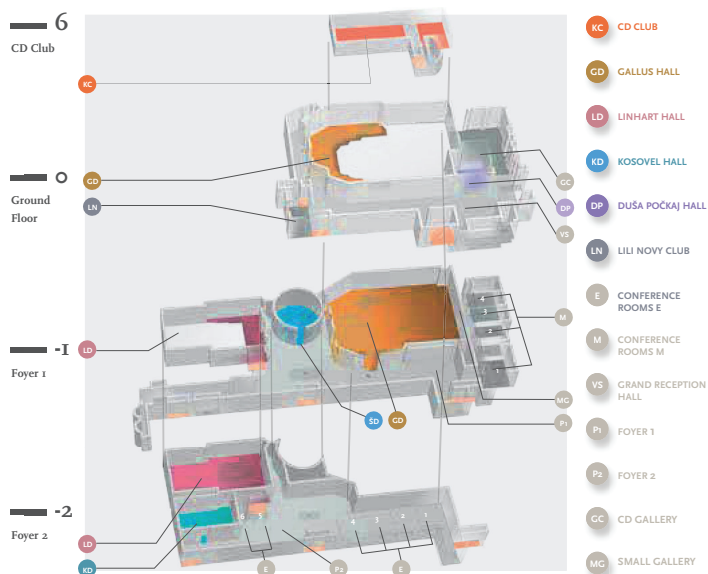 6
CD Club
KC
0
Ground
Floor
GD
LN
GC
DP
VS
-1
Foyer 1
LD
4
3
2
1
M
MG
P1
ŠD
GD
-2
Foyer 2
6
5
4
3
2
1
LD
KD
E
P2
E
KC CD CLUB
GD GALLUS HALL
LD LINHART HALL
KD KOSOVEL HALL
DP DUŠA POČKAJ HALL
LN LILI NOVY CLUB
E CONFERENCE
ROOMS E
M CONFERENCE
ROOMS M
VS GRAND RECEPTION
HALL
P1 FOYER 1
P2 FOYER 2
GC CD GALLERY
MG SMALL GALLERY